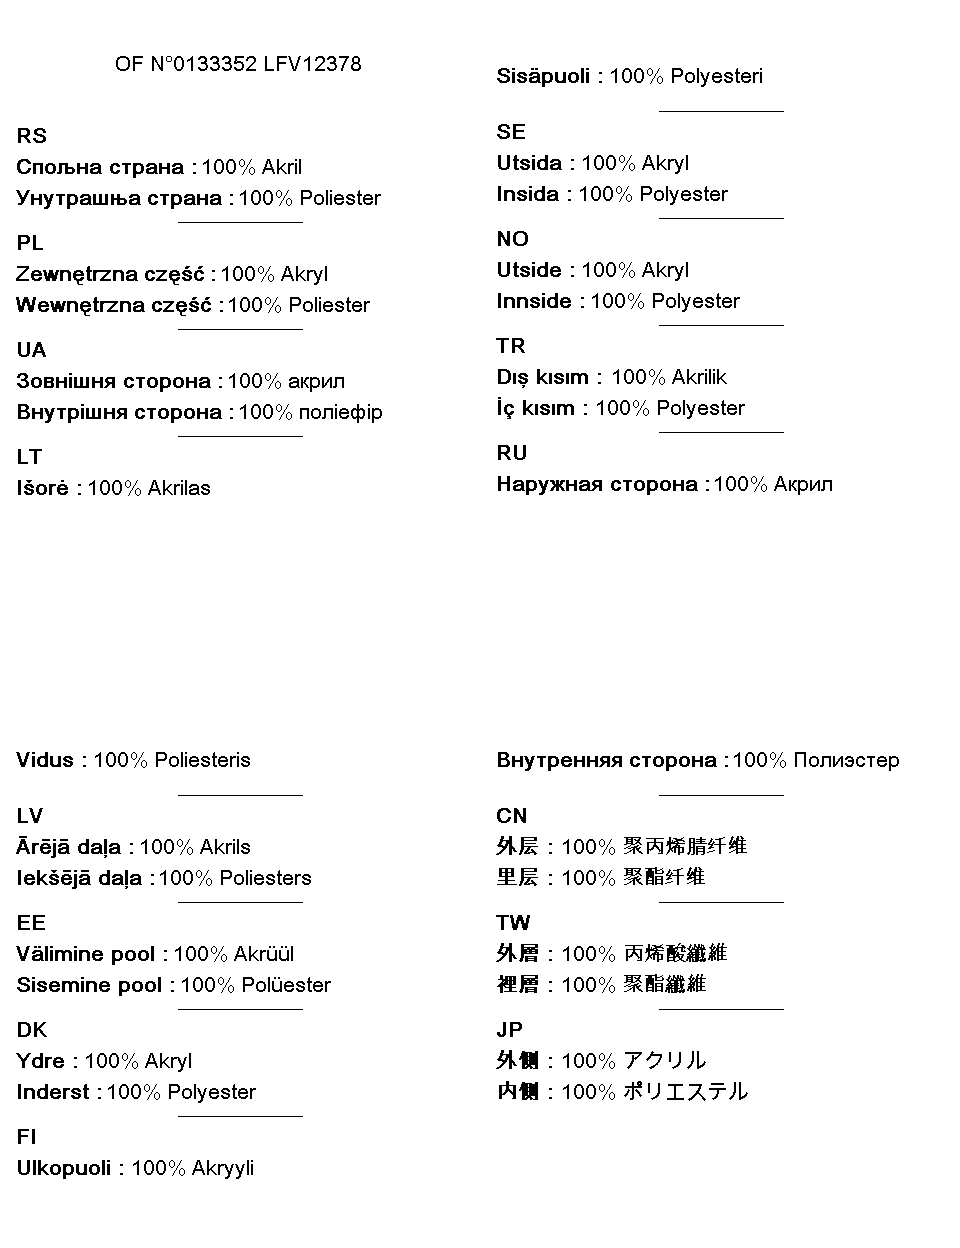 OF N°0133352 LFV12378
RS
Спољна страна : 100% Akril
Унутрашња страна : 100% Poliester
PL
Zewnętrzna część : 100% Akryl
Wewnętrzna część : 100% Poliester
UA
Зовнішня сторона : 100% акрил
Внутрішня сторона : 100% поліефір
LT
Išorė : 100% Akrilas
Sisäpuoli : 100% Polyesteri
SE
Utsida : 100% Akryl
Insida : 100% Polyester
NO
Utside : 100% Akryl
Innside : 100% Polyester
TR
Dış kısım : 100% Akrilik
İç kısım : 100% Polyester
RU
Наружная сторона : 100% Акрил
Vidus : 100% Poliesteris
LV
Ārējā daļa : 100% Akrils
Iekšējā daļa : 100% Poliesters
EE
Välimine pool : 100% Akrüül
Sisemine pool : 100% Polüester
DK
Ydre : 100% Akryl
Inderst : 100% Polyester
FI
Ulkopuoli : 100% Akryyli
Внутренняя сторона : 100% Полиэстер
CN
外层 : 100% 聚丙烯腈纤维
里层 : 100% 聚酯纤维
TW
外層 : 100% 丙烯酸纖維
裡層 : 100% 聚酯纖維
JP
外側 : 100% アクリル
内側 : 100% ポリエステル